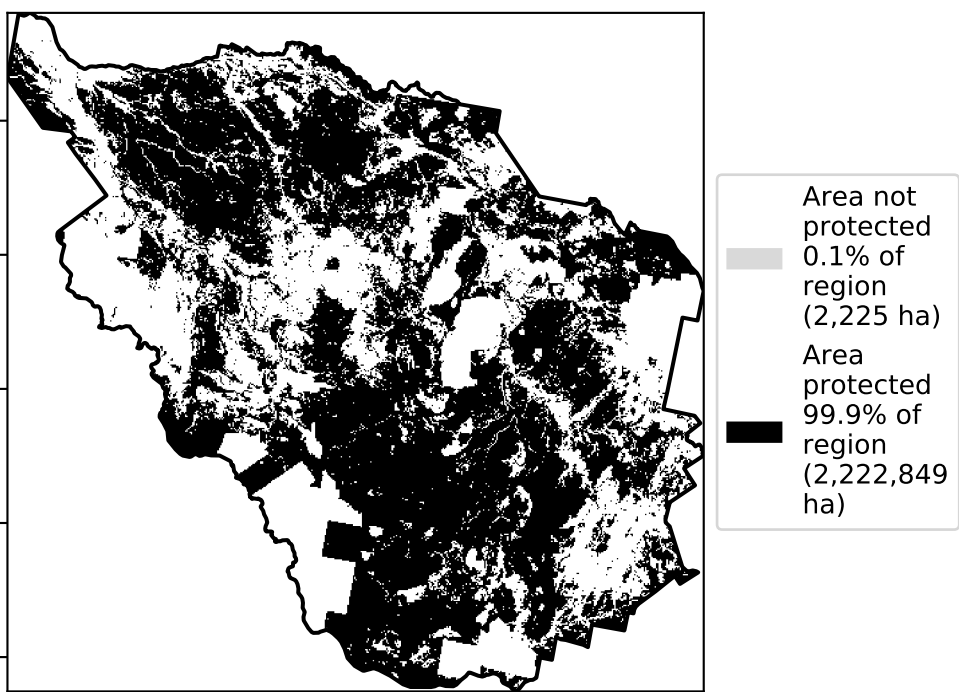 Area not
protected
0.1% of
region
(2,225 ha)
Area
protected
99.9% of
region
(2,222,849
ha)